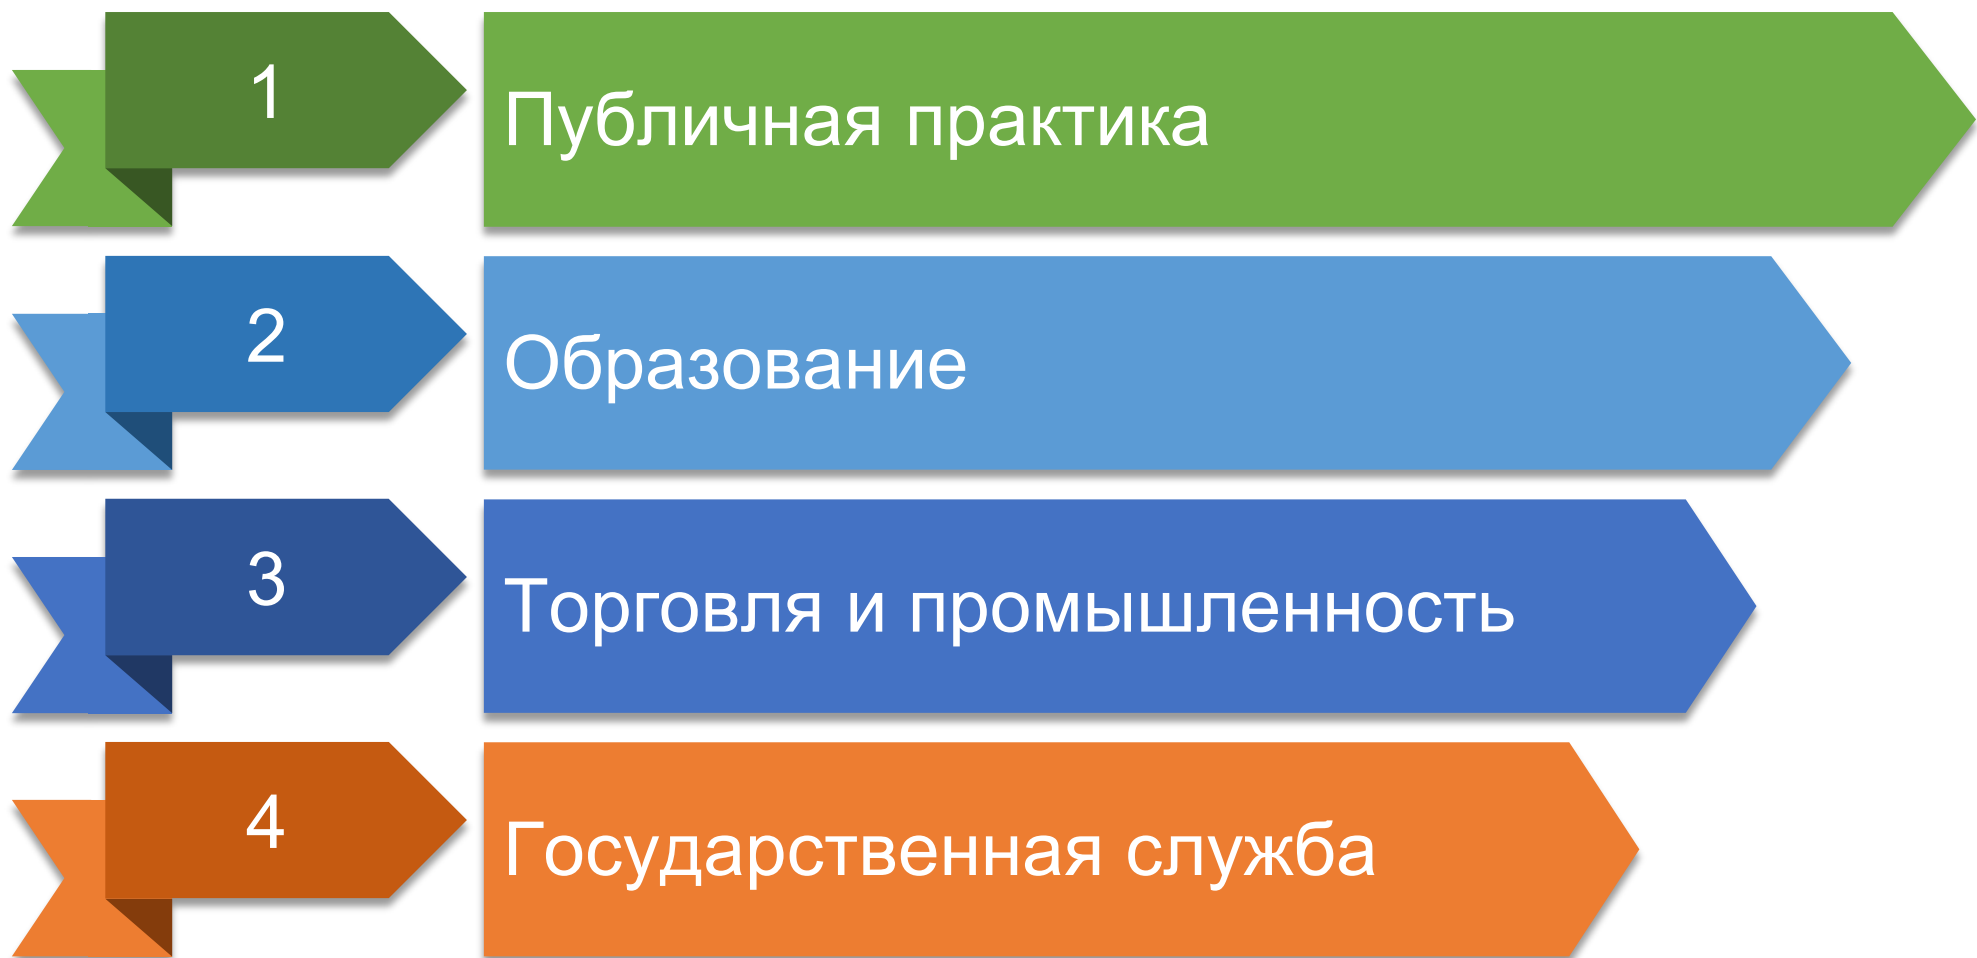 1
Публичная практика
2
Образование
3
Торговля и промышленность
4
Государственная служба